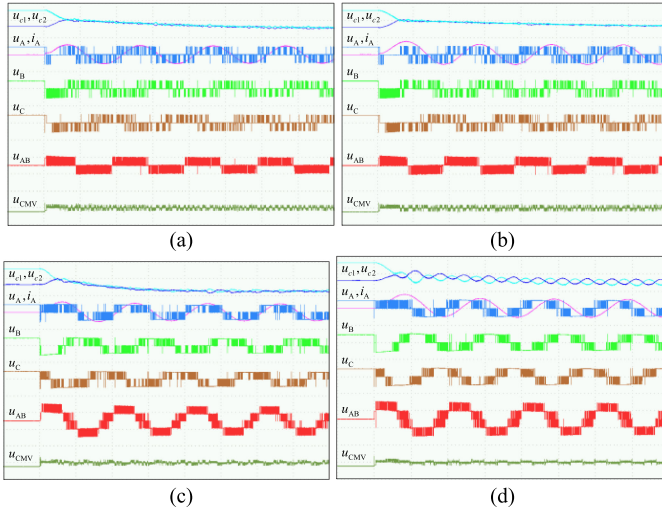 u_c1,u_c2
u_A,i_A
u_B
u_C
u_AB
u_CMV
(a)
u_c1,u_c2
u_A,i_A
u_B
u_C
u_AB
u_CMV
(b)
u_c1,u_c2
u_A,i_A
u_B
u_C
u_AB
u_CMV
(c)
u_c1,u_c2
u_A,i_A
u_B
u_C
u_AB
u_CMV
(d)